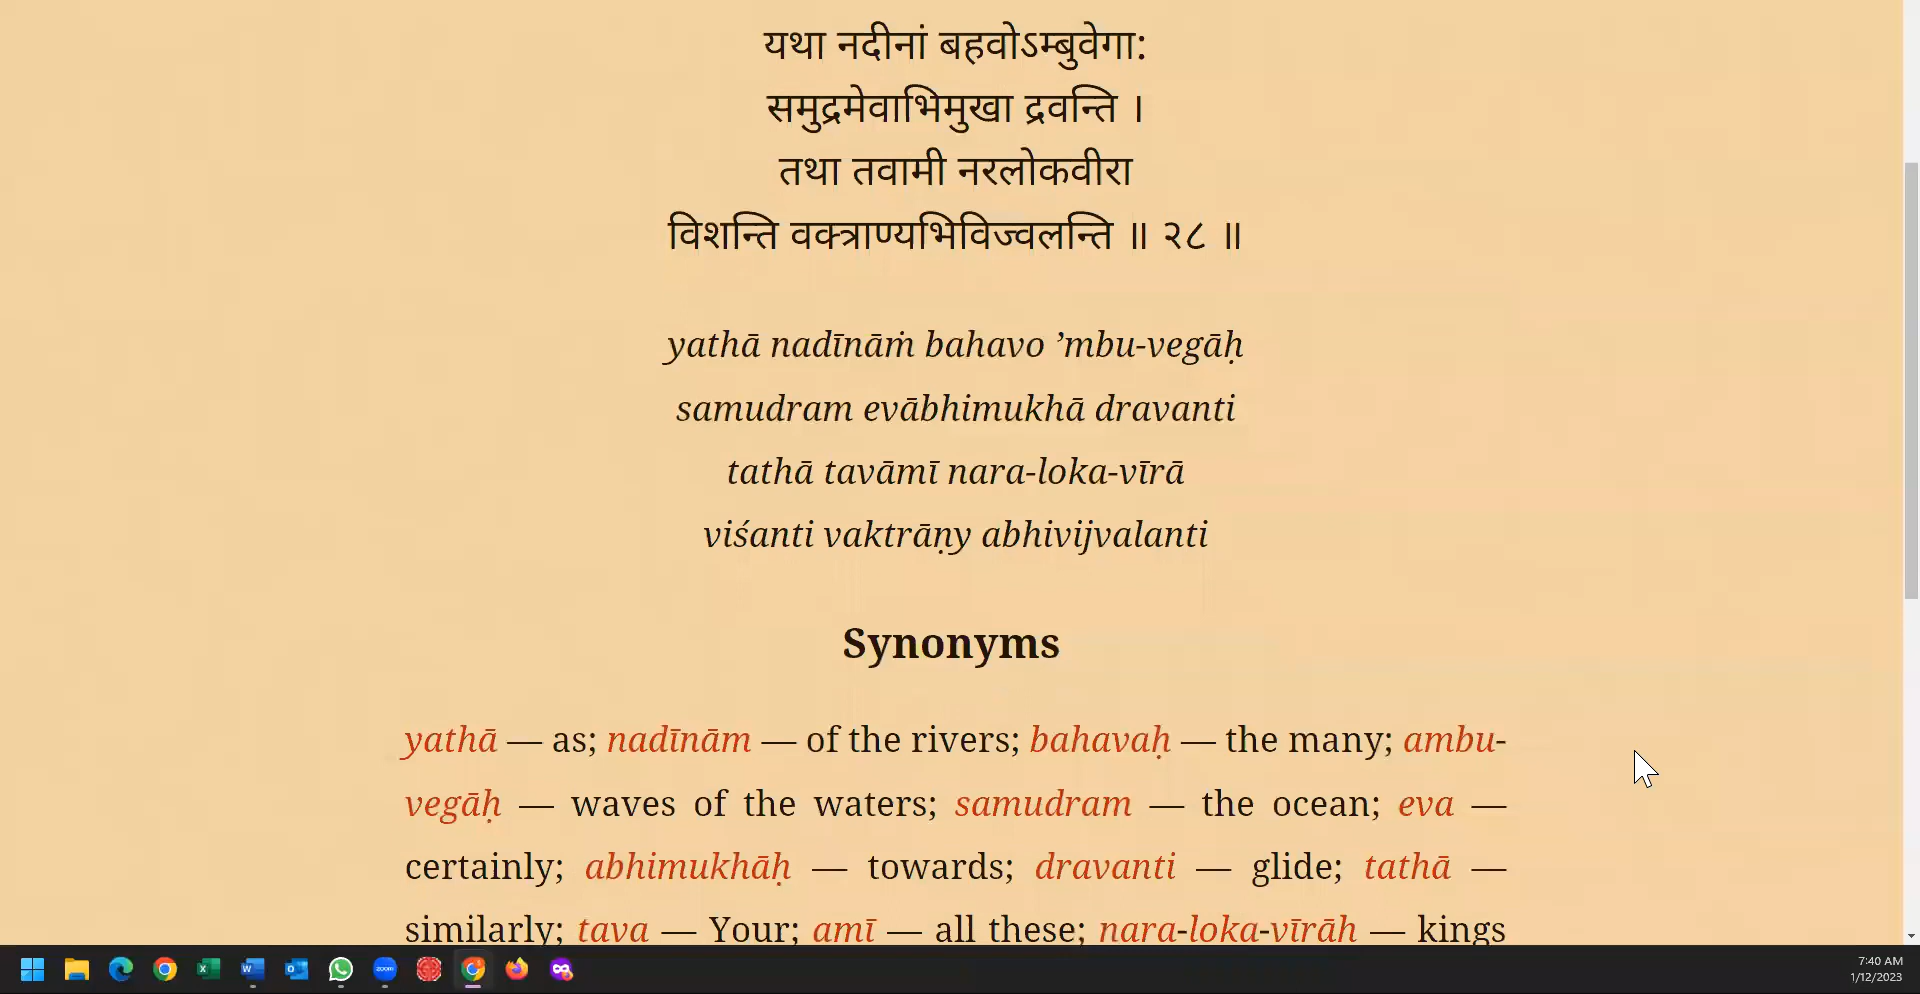 यथा नदीनां बहवोऽम्बुवेगा:
समुद्रमेवाभिमुखा द्रवन्ति ।
तथा तवामी नरलोकवीरा
विशन्ति वक्‍त्राण्यभिविज्‍वलन्ति ॥ २८ ॥
yathā nadīnāṁ bahavo ’mbu-vegāḥ
samudram evābhimukhā dravanti
tathā tavāmī nara-loka-vīrā
viśanti vaktrāṇy abhivijvalanti
Synonyms
yathā — as; nadīnām — of the rivers; bahavaḥ — the many; ambu-
vegāḥ — waves of the waters; samudram — the ocean; eva —
certainly; abhimukhāḥ — towards; dravanti — glide; tathā —
similarly; tava — Your; amī — all these; nara-loka-vīrāḥ — kings
zoom
7:40 AM
1/12/2023